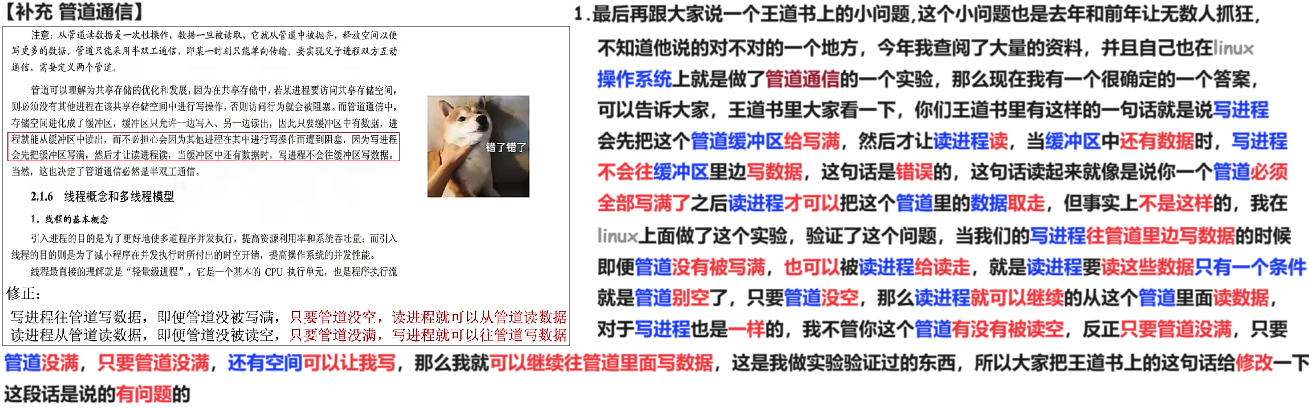 【补充 管道通信】
注意：从管道读数据是一次性操作，数据一旦被读取，它就从管道中被抛弃，释放空间以便
写更多的数据。管道只能采用半双工通信，即某一时刻只能单向传输。要实现父子进程双方互动
通信，需要定义两个管道。
管道可以理解为共享存储的优化和发展，因为在共享存储中，若某进程要访问共享存储空间，
则必须没有其他进程在该共享存储空间中进行写操作，否则访问行为就会被阻塞。而管道通信中，
存储空间进化成了缓冲区，缓冲区只允许一边写入、另一边读出，因此只要缓冲区中有数据，进
程就能从缓冲区中读出，而不必担心会因为其他进程在其中进行写操作而遭到阻塞，因为写进程
会先把缓冲区写满，然后才让读进程读，当缓冲区中还有数据时，写进程不会往缓冲区写数据。
当然，这也决定了管道通信必然是半双工通信。
2.1.6 线程概念和多线程模型
1．线程的基本概念
引入进程的目的是为了更好地使多道程序并发执行，提高资源利用率和系统吞吐量；而引入
线程的目的则是为了减小程序在并发执行时所付出的时空开销，提高操作系统的并发性能。
线程最直接的理解就是“轻量级进程”，它是一个基本的 CPU 执行单元，也是程序执行流
错了错了
修正：
写进程往管道写数据，即便管道没被写满，只要管道没空，读进程就可以从管道读数据
读进程从管道读数据，即便管道没被读空，只要管道没满，写进程就可以往管道写数据
1.最后再跟大家说一个王道书上的小问题,这个小问题也是去年和前年让无数人抓狂，
不知道他说的对不对的一个地方，今年我查阅了大量的资料，并且自己也在linux
操作系统上就是做了管道通信的一个实验，那么现在我有一个很确定的一个答案，
可以告诉大家，王道书里大家看一下，你们王道书里有这样的一句话就是说写进程
会先把这个管道缓冲区给写满，然后才让读进程读，当缓冲区中还有数据时，写进程
不会往缓冲区里边写数据，这句话是错误的，这句话读起来就像是说你一个管道必须
全部写满了之后读进程才可以把这个管道里的数据取走，但事实上不是这样的，我在
linux上面做了这个实验，验证了这个问题，当我们的写进程往管道里边写数据的时候
即便管道没有被写满，也可以被读进程给读走，就是读进程要读这些数据只有一个条件
就是管道别空了，只要管道没空，那么读进程就可以继续的从这个管道里面读数据，
对于写进程也是一样的，我不管你这个管道有没有被读空，反正只要管道没满，只要
管道没满，只要管道没满，还有空间可以让我写，那么我就可以继续往管道里面写数据，这是我做实验验证过的东西，所以大家把王道书上的这句话给修改一下
这段话是说的有问题的